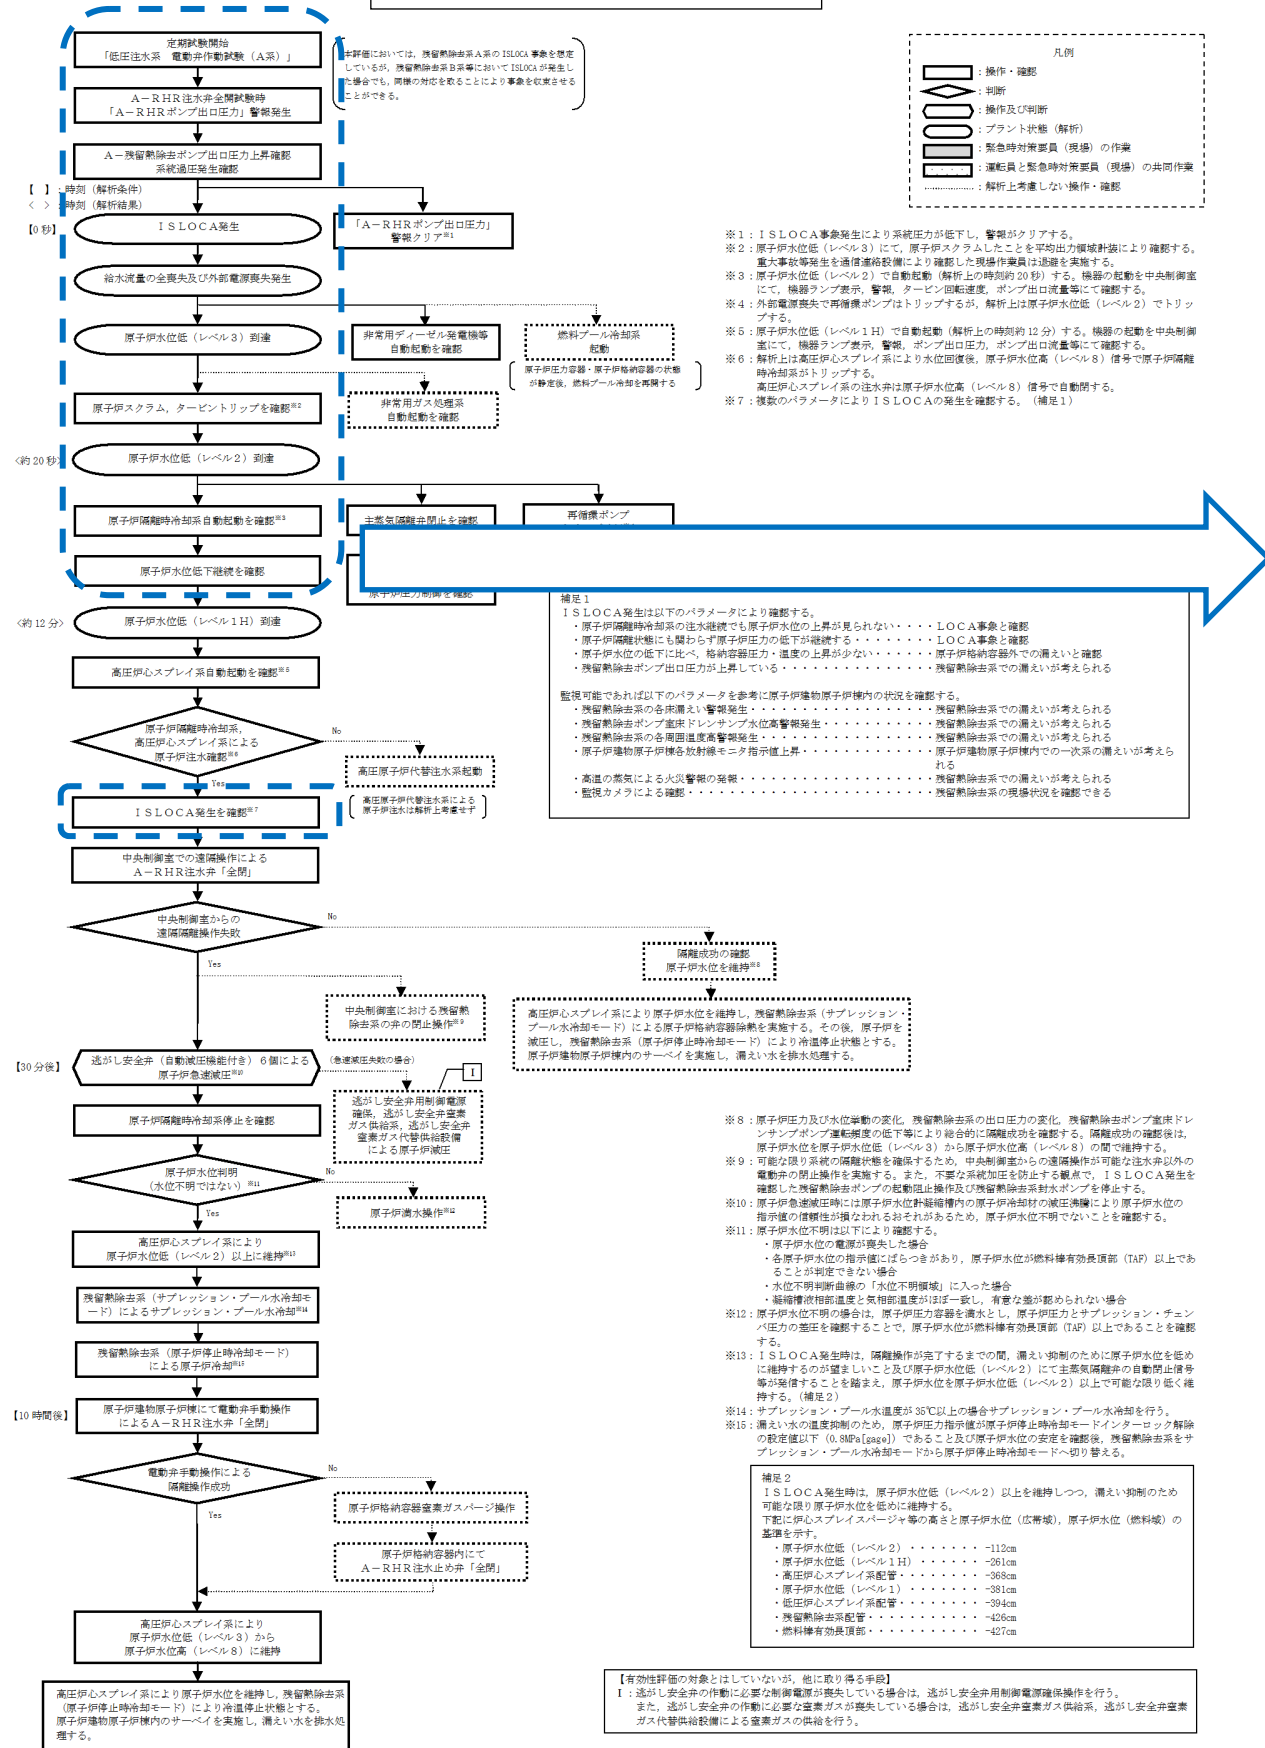 定期試験開始
「低圧注水系　電動弁作動試験（A系）」
A－RHR注水弁全開試験時
「A－RHRポンプ出口圧力」警報発生
A－残留熱除去ポンプ出口圧力上昇確認
系統過圧発生確認
本評価においては，残留熱除去系A系のISLOCA事象を想定
しているが，残留熱除去系B系等においてISLOCAが発生し
た場合でも，同様の対応を取ることにより事象を収束させる
ことができる。
凡例
：操作・確認
：判断
：操作及び判断
：プラント状態（解析）
：緊急時対策要員（現場）の作業
：運転員と緊急時対策要員（現場）の共同作業
：解析上考慮しない操作・確認
【　】：時刻（解析条件）
＜　＞：時刻（解析結果）
【0秒】
ISLOCA発生
「A－RHRポンプ出口圧力」
警報クリア※1
給水流量の全喪失及び外部電源喪失発生
原子炉水位低（レベル3）到達
非常用ディーゼル発電機等
自動起動を確認
燃料プール冷却系
起動
原子炉圧力容器・原子炉格納容器の状態
が静定後，燃料プール冷却を再開する
原子炉スクラム，タービントリップを確認※2
非常用ガス処理系
自動起動を確認
＜約20秒＞
原子炉水位低（レベル2）到達
原子炉隔離時冷却系自動起動を確認※3
主蒸気隔離弁閉止を確認
再循環ポンプ
原子炉水位低下継続を確認
原子炉圧力制御を確認
※1：ISLOCA事象発生により系統圧力が低下し，警報がクリアする。
※2：原子炉水位低（レベル3）にて，原子炉スクラムしたことを平均出力領域計装により確認する。
重大事故等発生を通信連絡設備により確認した現場作業員は退避を実施する。
※3：原子炉水位低（レベル2）で自動起動（解析上の時刻約20秒）する。機器の起動を中央制御室
にて，機器ランプ表示，警報，タービン回転速度，ポンプ出口流量等にて確認する。
※4：外部電源喪失で再循環ポンプはトリップするが，解析上は原子炉水位低（レベル2）でトリッ
プする。
※5：原子炉水位低（レベル1H）で自動起動（解析上の時刻約12分）する。機器の起動を中央制御
室にて，機器ランプ表示，警報，ポンプ出口圧力，ポンプ出口流量等にて確認する。
※6：解析上は高圧炉心スプレイ系により水位回復後，原子炉水位高（レベル8）信号で原子炉隔離
時冷却系がトリップする。
高圧炉心スプレイ系の注水弁は原子炉水位高（レベル8）信号で自動閉する。
※7：複数のパラメータによりISLOCAの発生を確認する。（補足1）
＜約12分＞
原子炉水位低（レベル1H）到達
高圧炉心スプレイ系自動起動を確認※5
原子炉隔離時冷却系，
高圧炉心スプレイ系による
原子炉注水確認※6
No
Yes
高圧原子炉代替注水系起動
高圧原子炉代替注水系による
原子炉注水は解析上考慮せず
ISLOCA発生を確認※7
補足1
ISLOCA発生は以下のパラメータにより確認する。
・原子炉隔離時冷却系の注水継続でも原子炉水位の上昇が見られない・・・・LOCA事象と確認
・原子炉隔離状態にも関わらず原子炉圧力の低下が継続する・・・・・・・・LOCA事象と確認
・原子炉水位の低下に比べ，格納容器圧力・温度の上昇が少ない・・・・・・原子炉格納容器外での漏えいと確認
・残留熱除去ポンプ出口圧力が上昇している・・・・・・・・・・・・・・・残留熱除去系での漏えいが考えられる
監視可能であれば以下のパラメータを参考に原子炉建物原子炉棟内の状況を確認する。
・残留熱除去系の各床漏えい警報発生・・・・・・・・・・・・・・・・・・残留熱除去系での漏えいが考えられる
・残留熱除去ポンプ室床ドレンサンプ水位高警報発生・・・・・・・・・・・残留熱除去系での漏えいが考えられる
・残留熱除去系の各周囲温度高警報発生・・・・・・・・・・・・・・・・・残留熱除去系での漏えいが考えられる
・原子炉建物原子炉棟各放射線モニタ指示値上昇・・・・・・・・・・・・・原子炉建物原子炉棟内での一次系の漏えいが考えら
れる
・高温の蒸気による火災警報の発報・・・・・・・・・・・・・・・・・・・残留熱除去系での漏えいが考えられる
・監視カメラによる確認・・・・・・・・・・・・・・・・・・・・・・・・残留熱除去系の現場状況を確認できる
中央制御室での遠隔操作による
A－RHR注水弁「全閉」
中央制御室からの
遠隔隔離操作失敗
No
Yes
隔離成功の確認
原子炉水位を維持※8
中央制御室における残留熱
除去系の弁の閉止操作※9
高圧炉心スプレイ系により原子炉水位を維持し，残留熱除去系（サプレッション・
プール水冷却モード）による原子炉格納容器除熱を実施する。その後，原子炉を
減圧し，残留熱除去系（原子炉停止時冷却モード）により冷温停止状態とする。
原子炉建物原子炉棟内のサーベイを実施し，漏えい水を排水処理する。
【30分後】
逃がし安全弁（自動減圧機能付き）6個による
原子炉急速減圧※10
（急速減圧失敗の場合）
I
逃がし安全弁用制御電源
確保，逃がし安全弁窒素
ガス供給系，逃がし安全弁
窒素ガス代替供給設備
による原子炉減圧
原子炉隔離時冷却系停止を確認
原子炉水位判明
（水位不明ではない）※11
No
Yes
原子炉満水操作※12
高圧炉心スプレイ系により
原子炉水位低（レベル2）以上に維持※13
残留熱除去系（サプレッション・プール水冷却モ
ード）によるサプレッション・プール水冷却※14
残留熱除去系（原子炉停止時冷却モード）
による原子炉冷却※15
【10時間後】
原子炉建物原子炉棟にて電動弁手動操作
によるA－RHR注水弁「全閉」
電動弁手動操作による
隔離操作成功
No
Yes
原子炉格納容器窒素ガスパージ操作
原子炉格納容器内にて
A－RHR注水止め弁「全閉」
高圧炉心スプレイ系により
原子炉水位低（レベル3）から
原子炉水位高（レベル8）に維持
高圧炉心スプレイ系により原子炉水位を維持し，残留熱除去系
（原子炉停止時冷却モード）により冷温停止状態とする。
原子炉建物原子炉棟内のサーベイを実施し，漏えい水を排水処
理する。
※8：原子炉圧力及び水位挙動の変化，残留熱除去系の出口圧力の変化，残留熱除去ポンプ室床ドレ
ンサンプポンプ運転頻度の低下等により総合的に隔離成功を確認する。隔離成功の確認後は，
原子炉水位を原子炉水位低（レベル3）から原子炉水位高（レベル8）の間で維持する。
※9：可能な限り系統の隔離状態を確保するため，中央制御室からの遠隔操作が可能な注水弁以外の
電動弁の閉止操作を実施する。また，不要な系統加圧を防止する観点で，ISLOCA発生を
確認した残留熱除去ポンプの起動阻止操作及び残留熱除去系封水ポンプを停止する。
※10：原子炉急速減圧時には原子炉水位計凝縮槽内の原子炉冷却材の減圧沸騰により原子炉水位の
指示値の信頼性が損なわれるおそれがあるため，原子炉水位不明でないことを確認する。
※11：原子炉水位不明は以下により確認する。
・原子炉水位の電源が喪失した場合
・各原子炉水位の指示値にばらつきがあり，原子炉水位が燃料棒有効長頂部（TAF）以上であ
ることが判定できない場合
・水位不明判断曲線の「水位不明領域」に入った場合
・凝縮槽液相部温度と気相部温度がほぼ一致し，有意な差が認められない場合
※12：原子炉水位不明の場合は，原子炉圧力容器を満水とし，原子炉圧力とサプレッション・チェン
バ圧力の差圧を確認することで，原子炉水位が燃料棒有効長頂部（TAF）以上であることを確認
する。
※13：ISLOCA発生時は，隔離操作が完了するまでの間，漏えい抑制のために原子炉水位を低め
に維持するのが望ましいこと及び原子炉水位低（レベル2）にて主蒸気隔離弁の自動閉止信号
等が発信することを踏まえ，原子炉水位を原子炉水位低（レベル2）以上で可能な限り低く維
持する。（補足2）
※14：サプレッション・プール水温度が35℃以上の場合サプレッション・プール水冷却を行う。
※15：漏えい水の温度抑制のため，原子炉圧力指示値が原子炉停止時冷却モードインターロック解除
の設定値以下（0.8MPa[gage]）であること及び原子炉水位の安定を確認後，残留熱除去系をサ
プレッション・プール水冷却モードから原子炉停止時冷却モードへ切り替える。
補足2
ISLOCA発生時は，原子炉水位低（レベル2）以上を維持しつつ，漏えい抑制のため
可能な限り原子炉水位を低めに維持する。
下記に炉心スプレイスパージャ等の高さと原子炉水位（広帯域），原子炉水位（燃料域）の
基準を示す。
・原子炉水位低（レベル2）・・・・・・・ -112cm
・原子炉水位低（レベル1H）・・・・・・ -261cm
・高圧炉心スプレイ系配管・・・・・・・・ -368cm
・原子炉水位低（レベル1）・・・・・・・ -381cm
・低圧炉心スプレイ系配管・・・・・・・・ -394cm
・残留熱除去系配管・・・・・・・・・・・ -426cm
・燃料棒有効長頂部・・・・・・・・・・・ -427cm
【有効性評価の対象とはしていないが，他に取り得る手段】
I：逃がし安全弁の作動に必要な制御電源が喪失している場合は，逃がし安全弁用制御電源確保操作を行う。
また，逃がし安全弁の作動に必要な窒素ガスが喪失している場合は，逃がし安全弁窒素ガス供給系，逃がし安全弁窒素
ガス代替供給設備による窒素ガスの供給を行う。